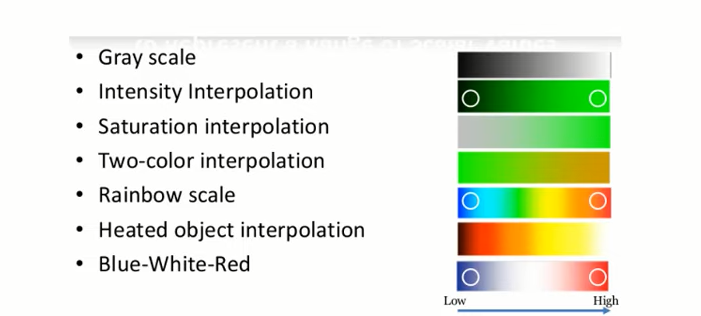 • Gray scale
• Intensity Interpolation
• Saturation interpolation
• Two-color interpolation
• Rainbow scale
• Heated object interpolation
• Blue-White-Red
Low High